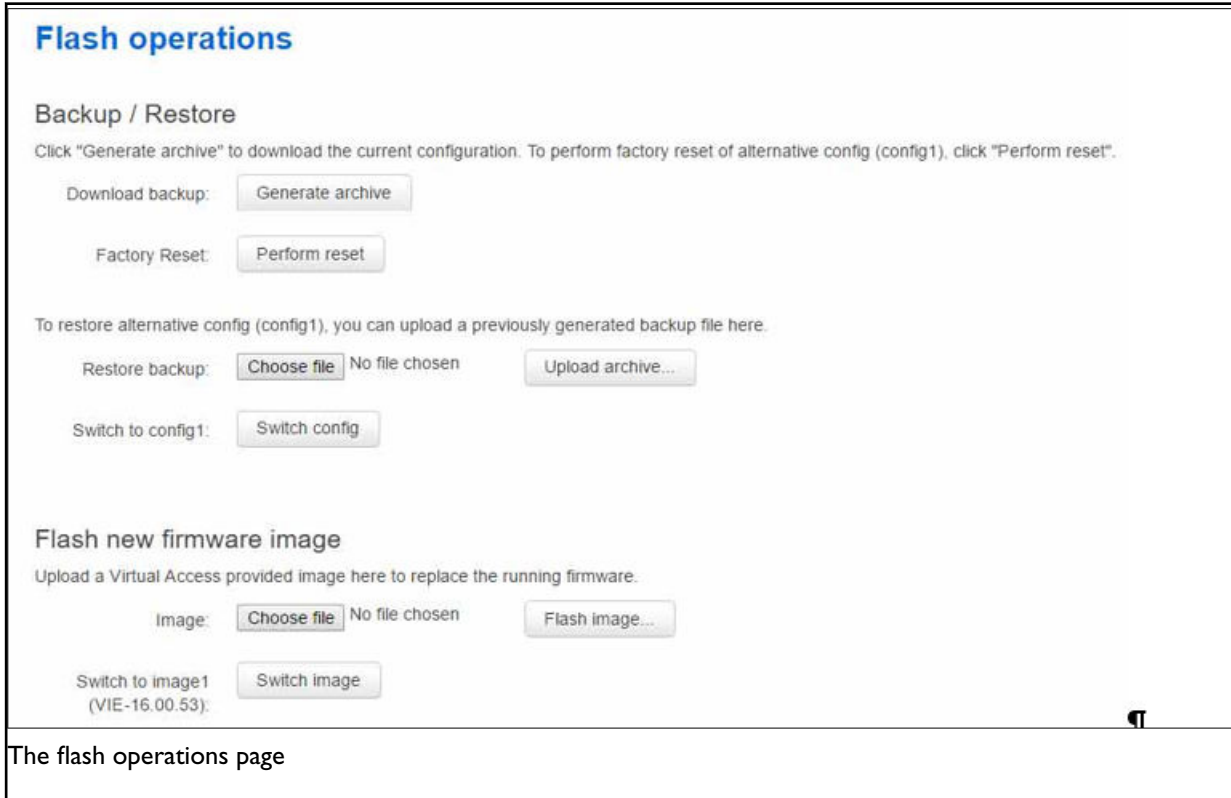 Flash operations
Backup / Restore
Click "Generate archive" to download the current configuration. To perform factory reset of alternative config (config1), click "Perform reset".
Download backup: Generate archive
Factory Reset: Perform reset
To restore alternative config (config1), you can upload a previously generated backup file here.
Restore backup: Choose file No file chosen Upload archive...
Switch to config1: Switch config
Flash new firmware image
Upload a Virtual Access provided image here to replace the running firmware.
Image: Choose file No file chosen Flash image...
Switch to image1 Switch image
(VIE-16.00.53):
¶
The flash operations page